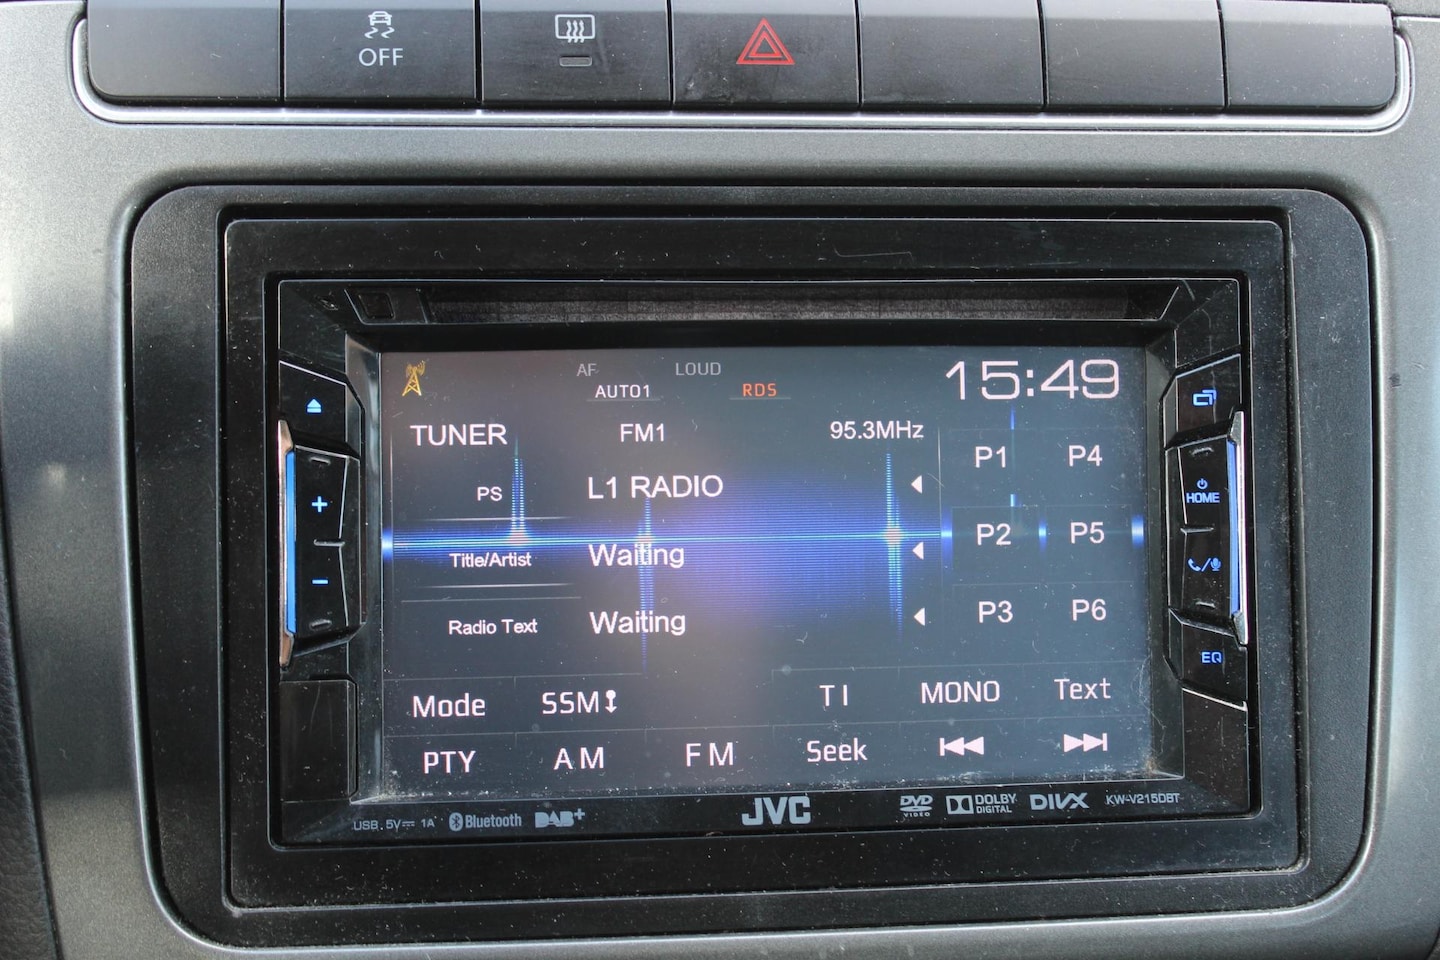 OFF
AF LOUD
AUTO1 RDS
15:49
TUNER FM1 95.3MHz
PS L1 RADIO
Title/Artist Waiting
Radio Text Waiting
P1 P4
P2 P5
P3 P6
Mode SSM TI MONO Text
PTY AM FM Seek
+
−
HOME
EQ
USB 5V 1A Bluetooth DAB+ JVC DVD VIDEO DOLBY DIGITAL DIVX KW-V215DBT